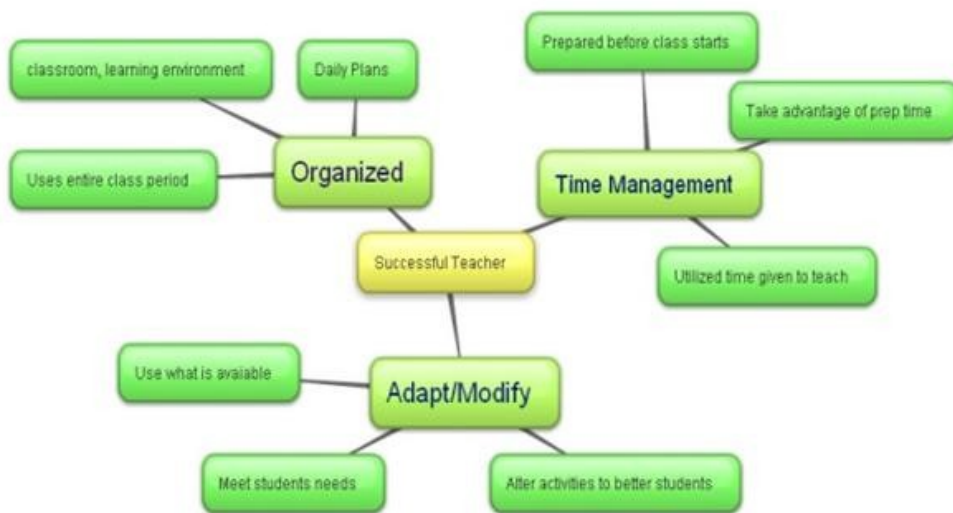 Prepared before class starts
classroom, learning environment
Daily Plans
Take advantage of prep time
Uses entire class period
Organized
Time Management
Successful Teacher
Utilized time given to teach
Use what is avaiable
Adapt/Modify
Meet students needs
Alter activities to better students